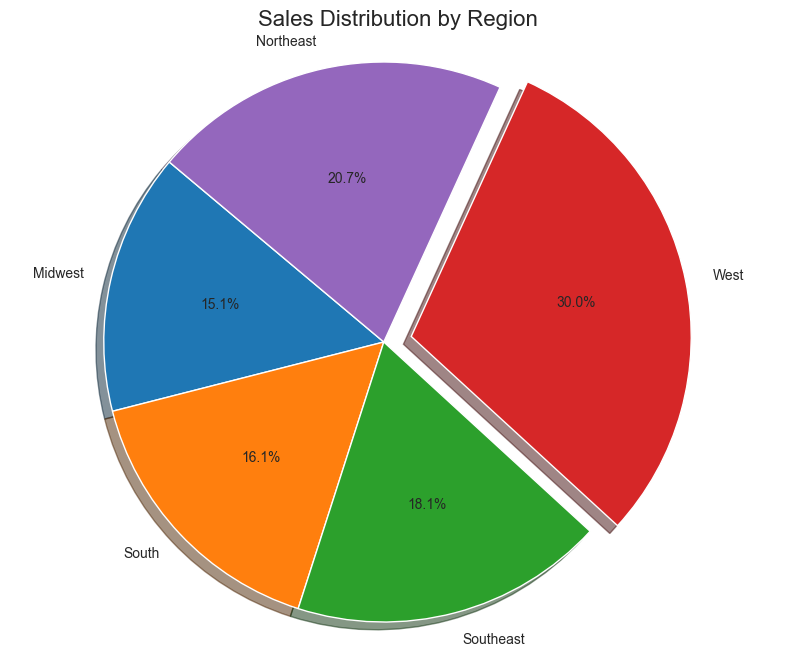 Sales Distribution by Region
Northeast
20.7%
Midwest
15.1%
West
30.0%
16.1%
18.1%
South
Southeast